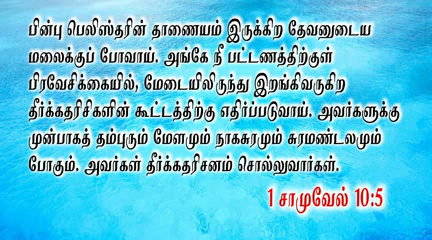 பின்பு பெலிஸ்தரின் தாணையம் இருக்கிற தேவனுடைய
மலைக்குப் போவாய். அங்கே நீ பட்டணத்திற்குள்
பிரவேசிக்கையில், மேடையிலிருந்து இறங்கிவருகிற
தீர்க்கதரிசிகளின் கூட்டத்திற்கு எதிர்ப்படுவாய். அவர்களுக்கு
முன்பாகத் தம்புரும் மேளமும் நாகசுரமும் சுரமண்டலமும்
போகும். அவர்கள் தீர்க்கதரிசனம் சொல்லுவார்கள்.
1 சாமுவேல் 10:5